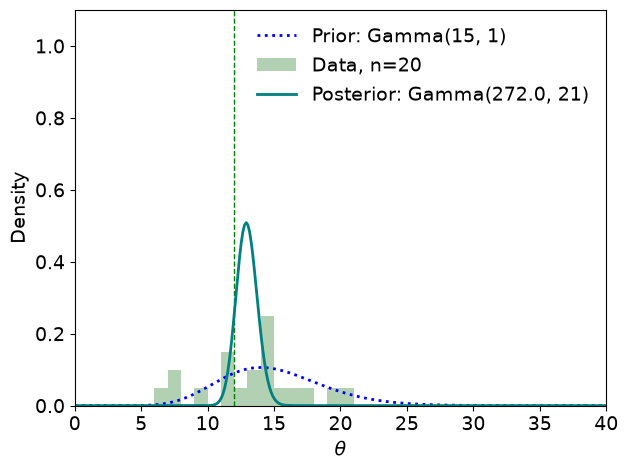 Prior: Gamma(15, 1)
Data, n=20
Posterior: Gamma(272.0, 21)
Density
1.0
0.8
0.6
0.4
0.2
0.0
0 5 10 15 20 25 30 35 40
θ